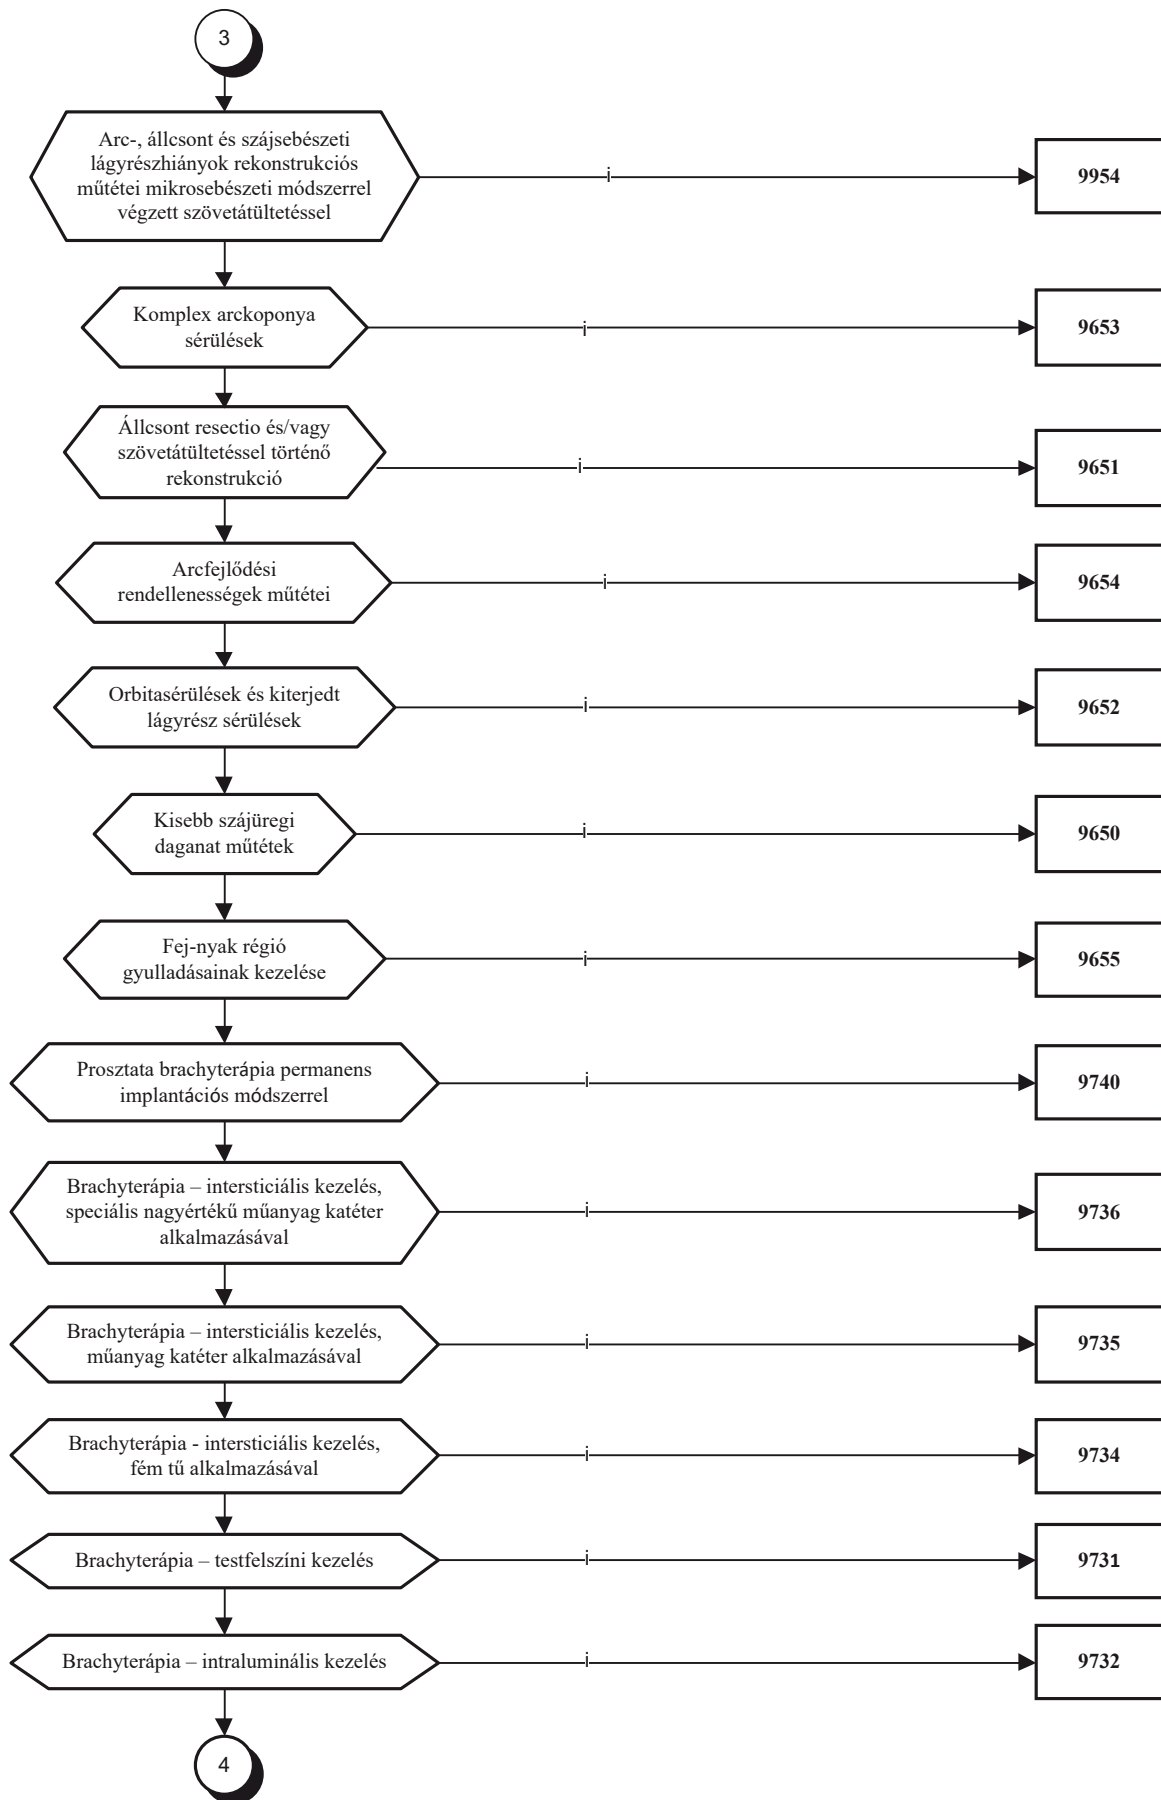 3
Arc-, állcsont és szájsebészeti
lágyrészhiányok rekonstrukciós
műtétei mikrosebészeti módszerrel
végzett szövetátültetéssel
i
9954
Komplex arckoponya
sérülések
i
9653
Állcsont resectio és/vagy
szövetátültetéssel történő
rekonstrukció
i
9651
Arcfejlődési
rendellenességek műtétei
i
9654
Orbitasérülések és kiterjedt
lágyrész sérülések
i
9652
Kisebb szájüregi
daganat műtétek
i
9650
Fej-nyak régió
gyulladásainak kezelése
i
9655
Prosztata brachyterápia permanens
implantációs módszerrel
i
9740
Brachyterápia – intersticiális kezelés,
speciális nagyértékű műanyag katéter
alkalmazásával
i
9736
Brachyterápia – intersticiális kezelés,
műanyag katéter alkalmazásával
i
9735
Brachyterápia - intersticiális kezelés,
fém tű alkalmazásával
i
9734
Brachyterápia – testfelszíni kezelés
i
9731
Brachyterápia – intraluminális kezelés
i
9732
4